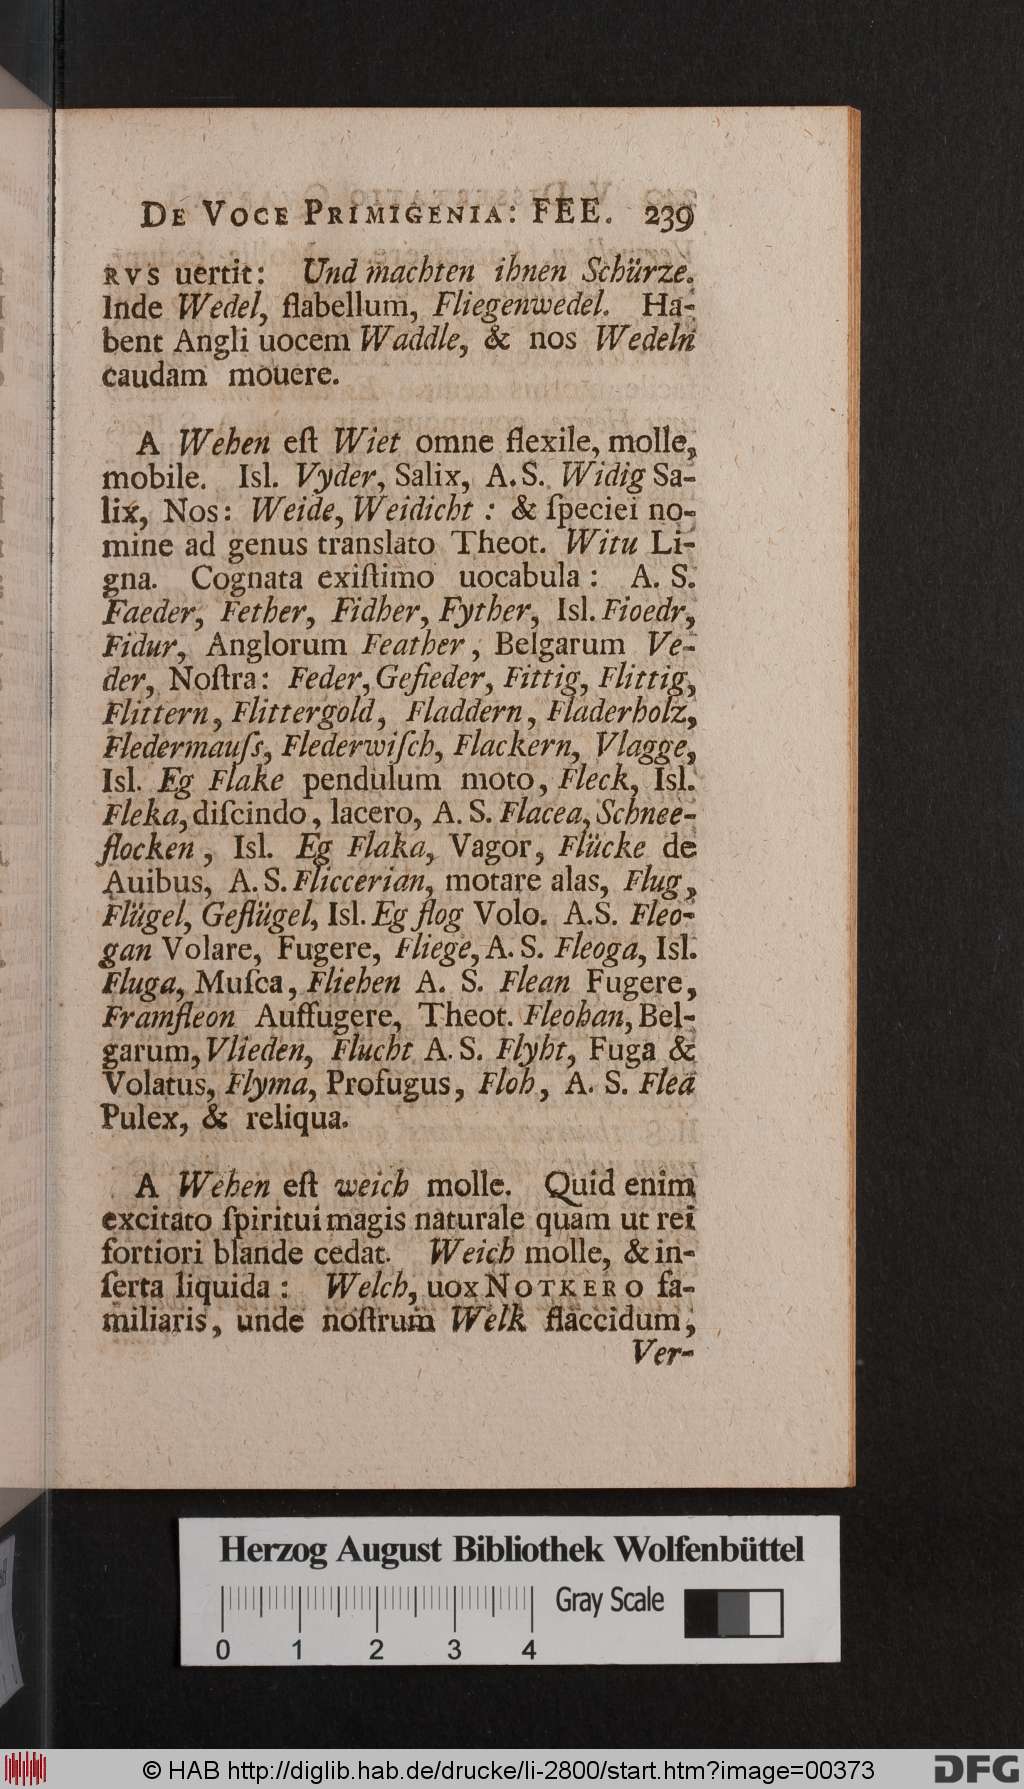 DE VOCE PRIMIGENIA: FEE. 239
RVS uertit: Und machten ihnen Schürze.
Inde Wedel, flabellum, Fliegenwedel. Ha-
bent Angli uocem Waddle, & nos Wedeln
caudam mouere.
A Wehen eſt Wiet omne flexile, molle,
mobile. Isl. Vyder, Salix, A. S. Widig Sa-
lix, Nos: Weide, Weidicht : & ſpeciei no-
mine ad genus translato Theot. Witu Li-
gna. Cognata exiſtimo uocabula : A. S.
Faeder, Fether, Fidher, Fyther, Isl. Fioedr,
Fidur, Anglorum Feather , Belgarum Ve-
der, Noſtra: Feder, Gefieder, Fittig, Flittig,
Flittern, Flittergold, Fladdern, Fladerholz,
Fledermauſs, Flederwiſch, Flackern, Vlagge,
Isl. Eg Flake pendulum moto, Fleck, Isl.
Fleka, diſcindo, lacero, A. S. Flacea, Schnee-
flocken , Isl. Eg Flaka, Vagor, Flücke de
Auibus, A. S. Fliccerian, motare alas, Flug,
Flügel, Geflügel, Isl. Eg flog Volo. A.S. Fleo-
gan Volare, Fugere, Fliege, A. S. Fleoga, Isl.
Fluga, Muſca, Fliehen A. S. Flean Fugere,
Framfleon Auffugere, Theot. Fleohan, Bel-
garum, Vlieden, Flucht A. S. Flyht, Fuga &
Volatus, Flyma, Profugus, Floh, A. S. Flea
Pulex, & reliqua.
A Wehen eſt weich molle. Quid enim
excitato ſpiritui magis naturale quam ut rei
fortiori blande cedat. Weich molle, & in-
ſerta liquida : Welch, uox NOTKERO fa-
miliaris, unde noſtrum Welk flaccidum,
Ver-
Herzog August Bibliothek Wolfenbüttel
Gray Scale
0 1 2 3 4
© HAB http://diglib.hab.de/drucke/li-2800/start.htm?image=00373
DFG